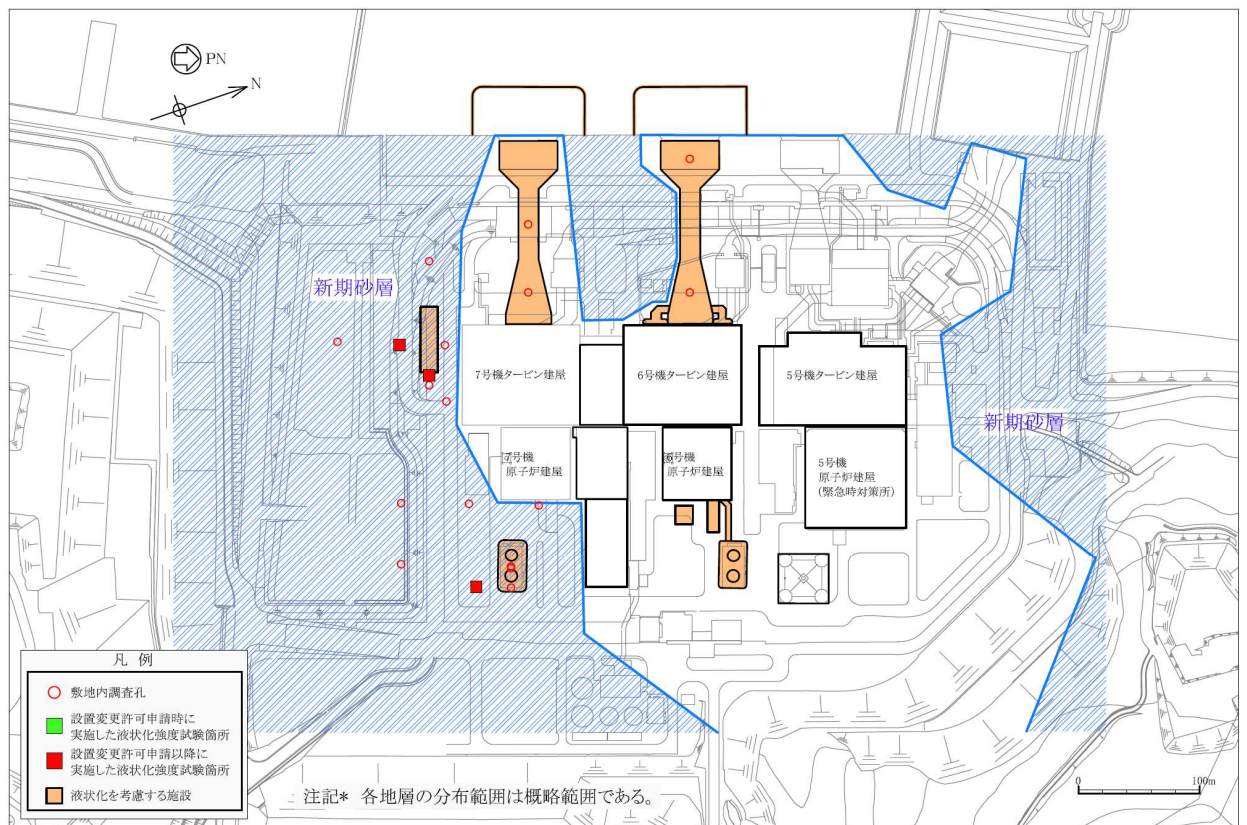 PN
N
新期砂層
7号機タービン建屋
6号機タービン建屋
5号機タービン建屋
新期砂層
7号機
原子炉建屋
6号機
原子炉建屋
5号機
原子炉建屋
(緊急時対策所)
凡 例
敷地内調査孔
設置変更許可申請時に
実施した液状化強度試験箇所
設置変更許可申請以降に
実施した液状化強度試験箇所
液状化を考慮する施設
注記* 各地層の分布範囲は概略範囲である。
0 100m